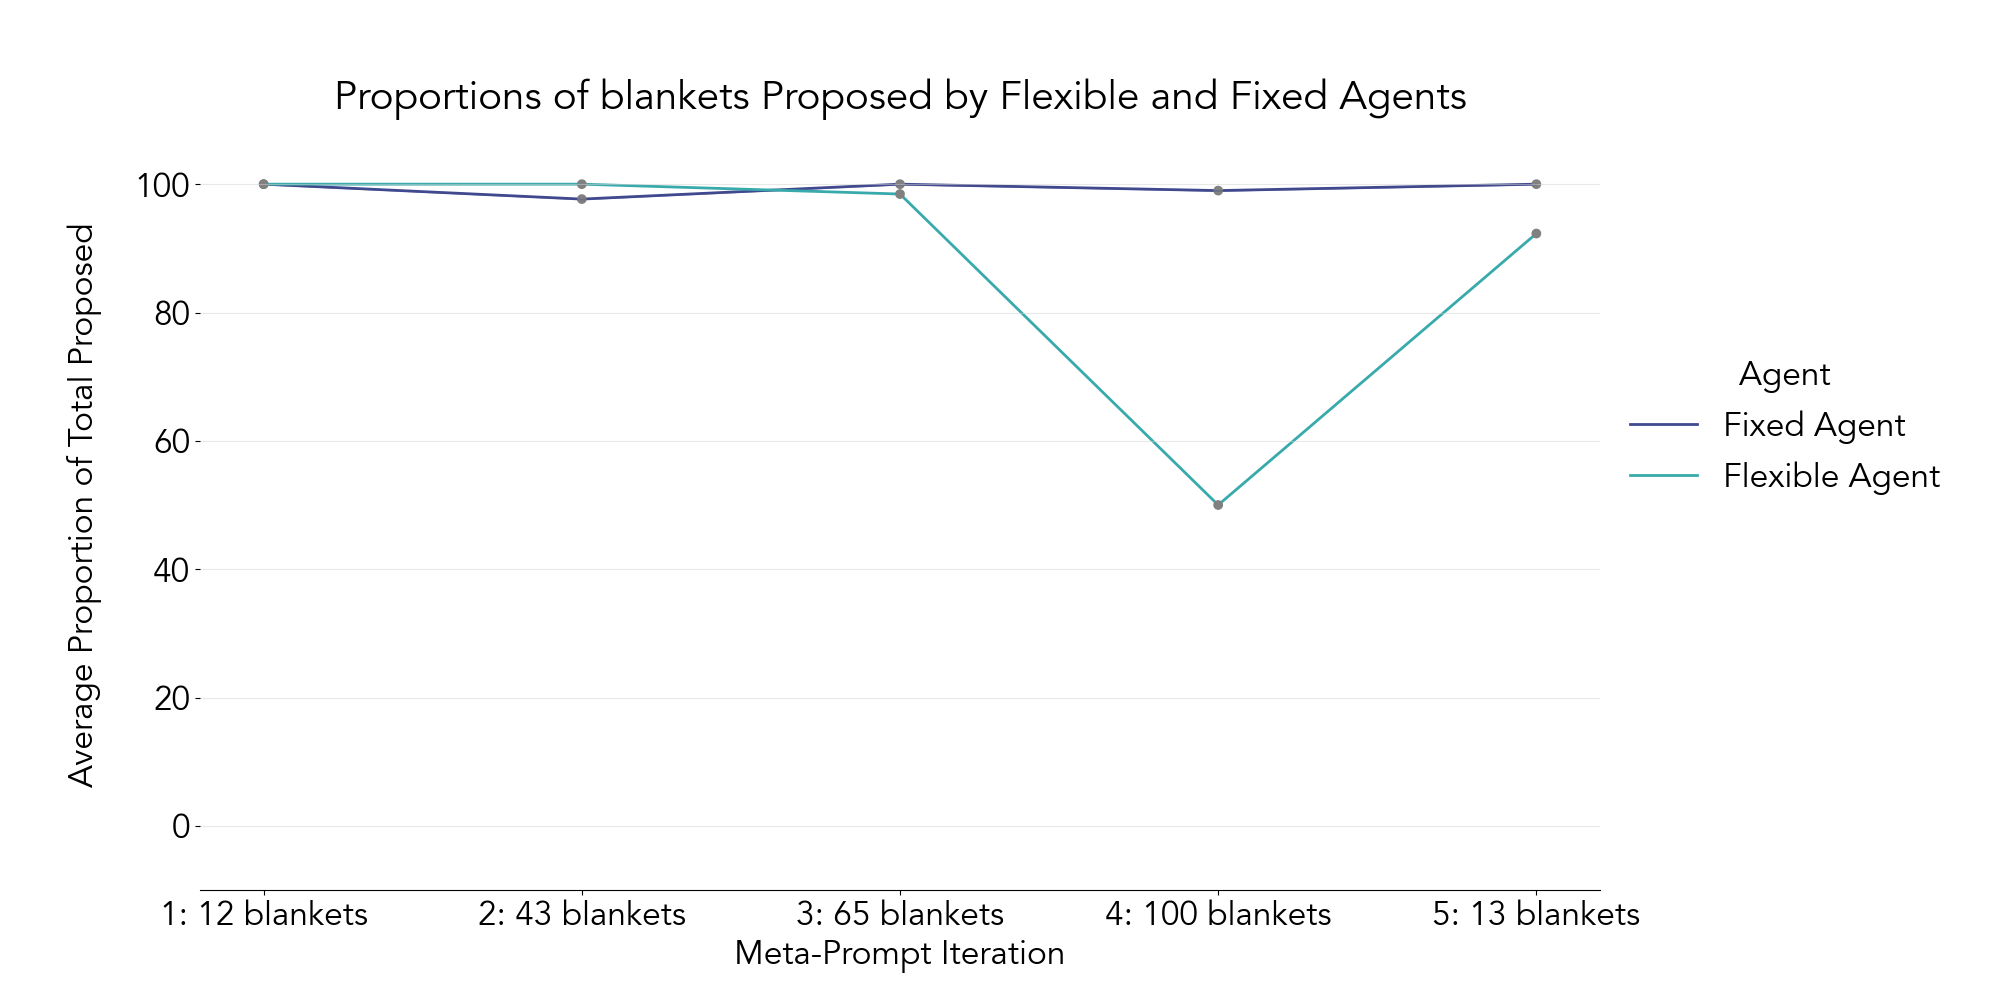 Proportions of blankets Proposed by Flexible and Fixed Agents
Average Proportion of Total Proposed
100
80
60
40
20
0
1: 12 blankets
2: 43 blankets
3: 65 blankets
4: 100 blankets
5: 13 blankets
Meta-Prompt Iteration
Agent
Fixed Agent
Flexible Agent